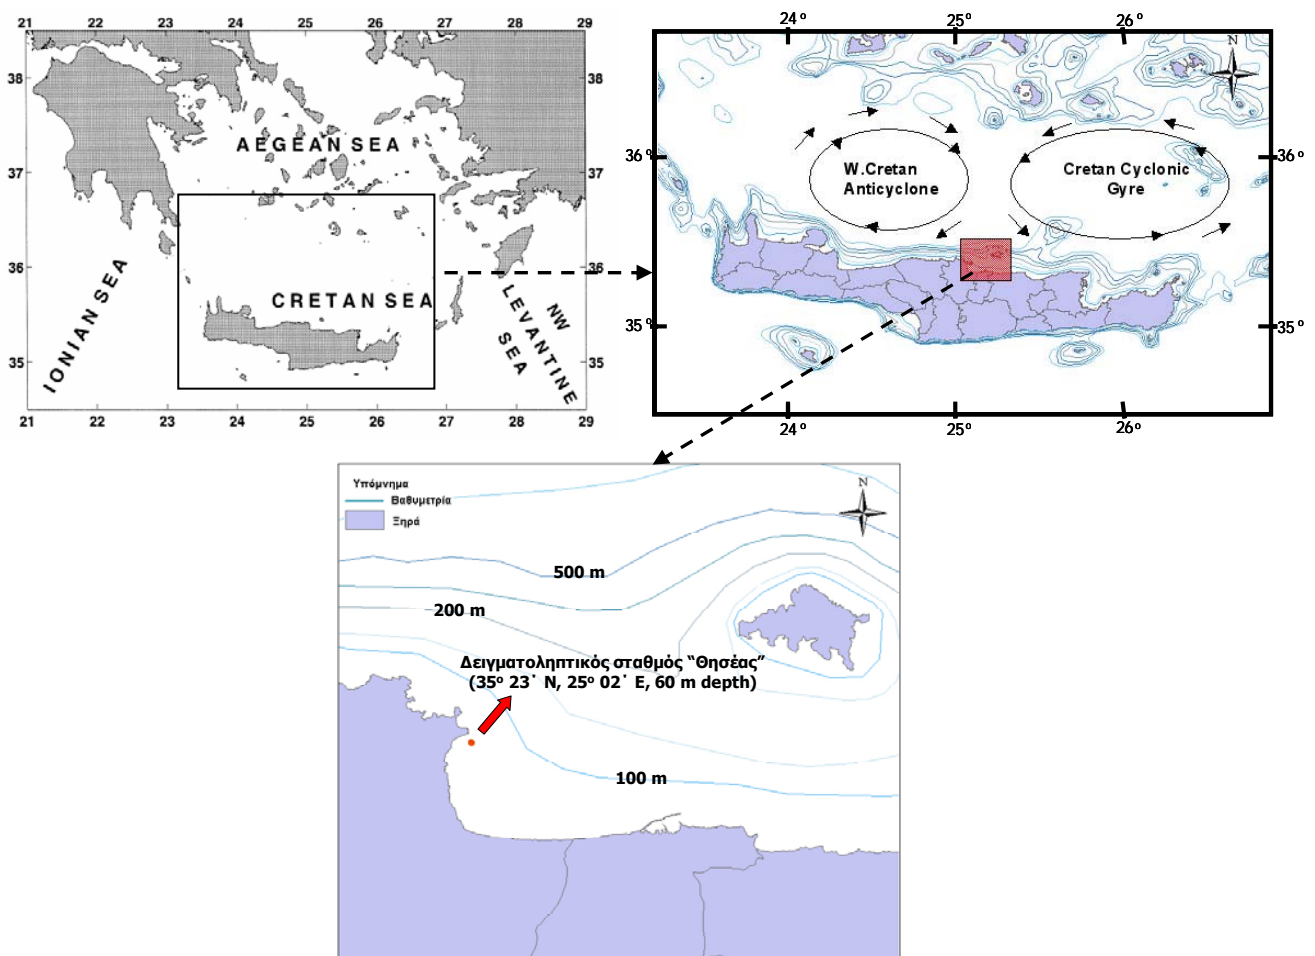 21 22 23 24 25 26 27 28 29
38 38
AEGEAN SEA
37 37
36 36
CRETAN SEA
IONIAN SEA
NW
LEVANTINE
SEA
35 35
21 22 23 24 25 26 27 28 29
24° 25° 26°
N
36° 36°
W.Cretan
Anticyclone
Cretan Cyclonic
Gyre
35° 35°
24° 25° 26°
Υπόμνημα
Βαθυμετρία
Ξηρά
N
500 m
200 m
Δειγματοληπτικός σταθμός “Θησέας”
(35° 23΄ N, 25° 02΄ E, 60 m depth)
100 m